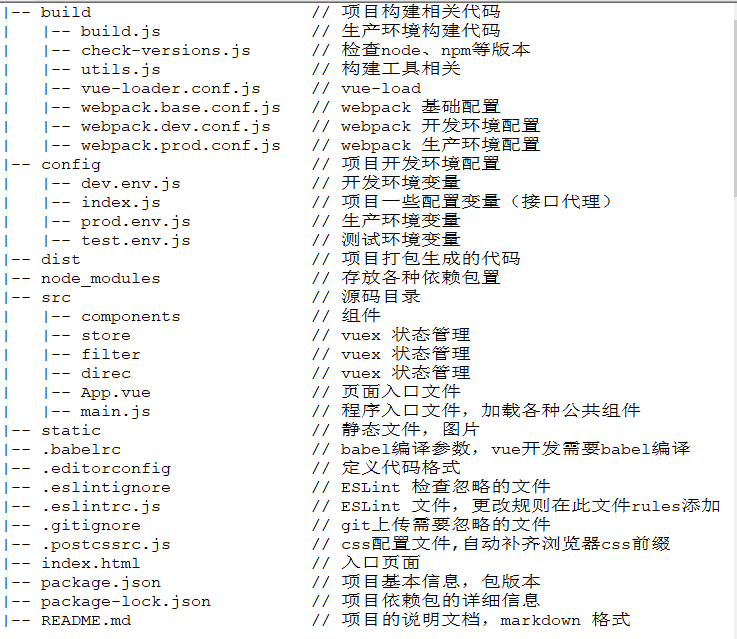 |-- build                      // 项目构建相关代码
|   |-- build.js               // 生产环境构建代码
|   |-- check-versions.js      // 检查node、npm等版本
|   |-- utils.js               // 构建工具相关
|   |-- vue-loader.conf.js     // vue-load
|   |-- webpack.base.conf.js   // webpack 基础配置
|   |-- webpack.dev.conf.js    // webpack 开发环境配置
|   |-- webpack.prod.conf.js   // webpack 生产环境配置
|-- config                     // 项目开发环境配置
|   |-- dev.env.js             // 开发环境变量
|   |-- index.js               // 项目一些配置变量（接口代理）
|   |-- prod.env.js            // 生产环境变量
|   |-- test.env.js            // 测试环境变量
|-- dist                       // 项目打包生成的代码
|-- node_modules               // 存放各种依赖包置
|-- src                        // 源码目录
|   |-- components             // 组件
|   |-- store                  // vuex 状态管理
|   |-- filter                 // vuex 状态管理
|   |-- direc                  // vuex 状态管理
|   |-- App.vue                // 页面入口文件
|   |-- main.js                // 程序入口文件，加载各种公共组件
|-- static                     // 静态文件，图片
|-- .babelrc                   // babel编译参数，vue开发需要babel编译
|-- .editorconfig              // 定义代码格式
|-- .eslintignore              // ESLint 检查忽略的文件
|-- .eslintrc.js               // ESLint 文件，更改规则在此文件rules添加
|-- .gitignore                 // git上传需要忽略的文件
|-- .postcssrc.js              // css配置文件,自动补齐浏览器css前缀
|-- index.html                 // 入口页面
|-- package.json               // 项目基本信息，包版本
|-- package-lock.json          // 项目依赖包的详细信息
|-- README.md                  // 项目的说明文档，markdown 格式